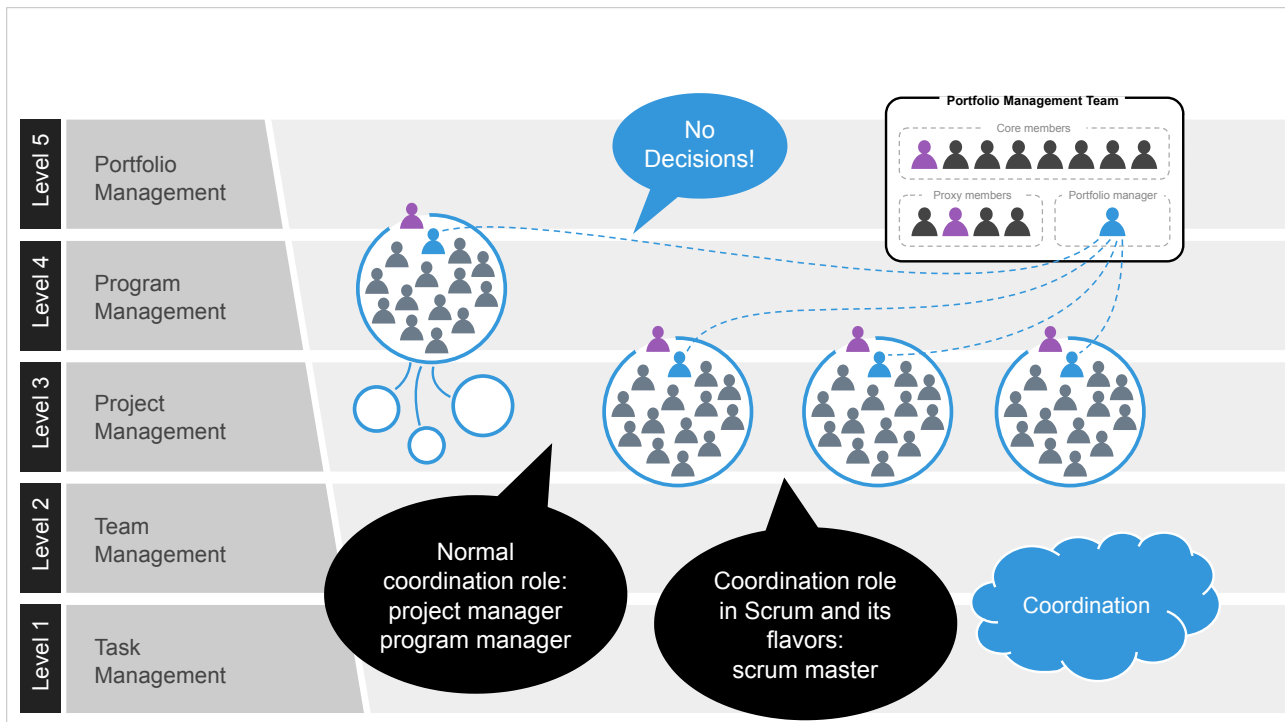 Portfolio Management Team
Core members
Proxy members
Portfolio manager
No
Decisions!
Level 5
Portfolio
Management
Level 4
Program
Management
Level 3
Project
Management
Level 2
Team
Management
Level 1
Task
Management
Normal
coordination role:
project manager
program manager
Coordination role
in Scrum and its
flavors:
scrum master
Coordination